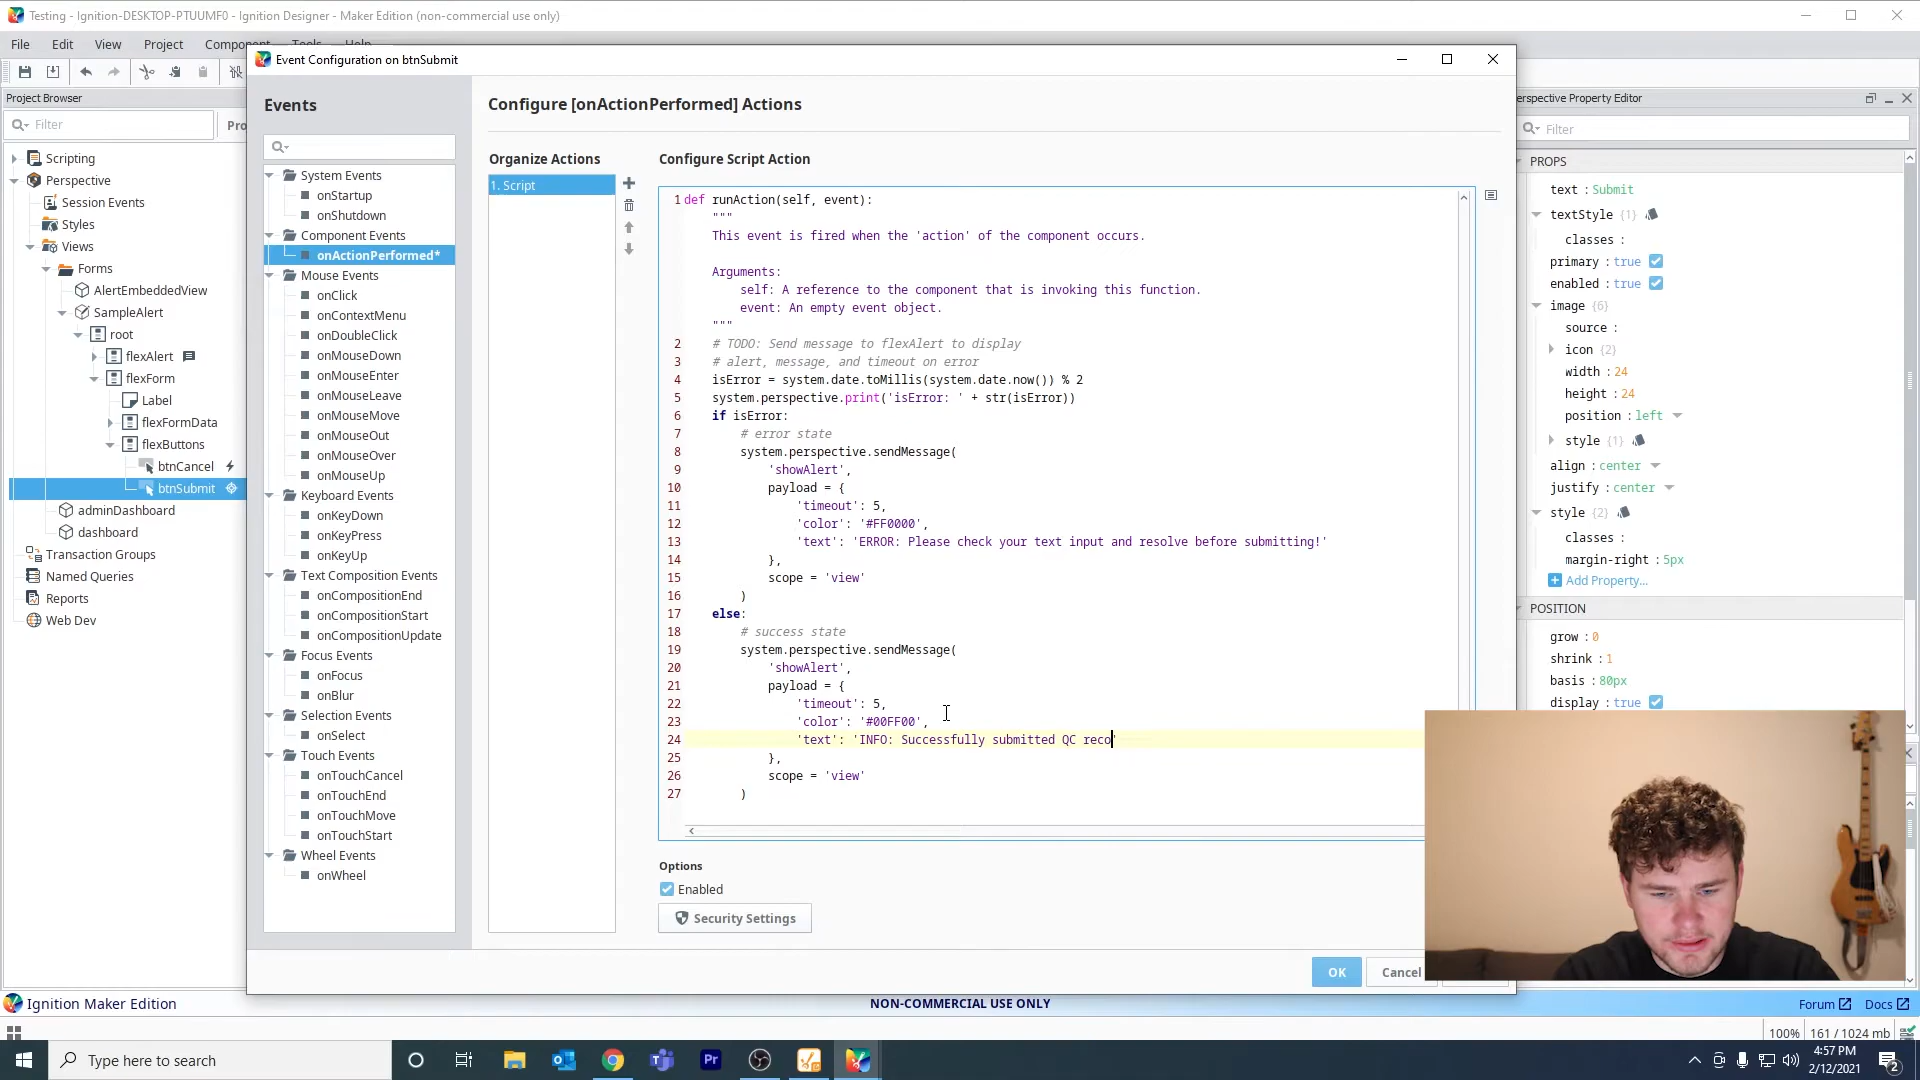 Testing - Ignition-DESKTOP-PTUUMF0 - Ignition Designer - Maker Edition (non-commercial use only)
File Edit View Project Component Tools Help
Project Browser
Filter
Pro
Scripting
Perspective
Session Events
Styles
Views
Forms
AlertEmbeddedView
SampleAlert
root
flexAlert
flexForm
Label
flexFormData
flexButtons
btnCancel
btnSubmit
adminDashboard
dashboard
Transaction Groups
Named Queries
Reports
Web Dev
Event Configuration on btnSubmit
Events
System Events
onStartup
onShutdown
Component Events
onActionPerformed*
Mouse Events
onClick
onContextMenu
onDoubleClick
onMouseDown
onMouseEnter
onMouseLeave
onMouseMove
onMouseOut
onMouseOver
onMouseUp
Keyboard Events
onKeyDown
onKeyPress
onKeyUp
Text Composition Events
onCompositionEnd
onCompositionStart
onCompositionUpdate
Focus Events
onFocus
onBlur
Selection Events
onSelect
Touch Events
onTouchCancel
onTouchEnd
onTouchMove
onTouchStart
Wheel Events
onWheel
Configure [onActionPerformed] Actions
Organize Actions
1. Script
Configure Script Action
1 def runAction(self, event):
"""
This event is fired when the 'action' of the component occurs.
Arguments:
self: A reference to the component that is invoking this function.
event: An empty event object.
"""
2 # TODO: Send message to flexAlert to display
3 # alert, message, and timeout on error
4 isError = system.date.toMillis(system.date.now()) % 2
5 system.perspective.print('isError: ' + str(isError))
6 if isError:
7 # error state
8 system.perspective.sendMessage(
9 'showAlert',
10 payload = {
11 'timeout': 5,
12 'color': '#FF0000',
13 'text': 'ERROR: Please check your text input and resolve before submitting!'
14 },
15 scope = 'view'
16 )
17 else:
18 # success state
19 system.perspective.sendMessage(
20 'showAlert',
21 payload = {
22 'timeout': 5,
23 'color': '#00FF00',
24 'text': 'INFO: Successfully submitted QC reco'
25 },
26 scope = 'view'
27 )
Options
Enabled
Security Settings
OK
Cancel
erspective Property Editor
Filter
PROPS
text : Submit
textStyle {1}
classes :
primary : true
enabled : true
image {6}
source :
icon {2}
width : 24
height : 24
position : left
style {1}
align : center
justify : center
style {2}
classes :
margin-right : 5px
Add Property...
POSITION
grow : 0
shrink : 1
basis : 80px
display : true
Ignition Maker Edition
NON-COMMERCIAL USE ONLY
Forum
Docs
100%
161 / 1024 mb
Type here to search
Pr
4:57 PM
2/12/2021
2